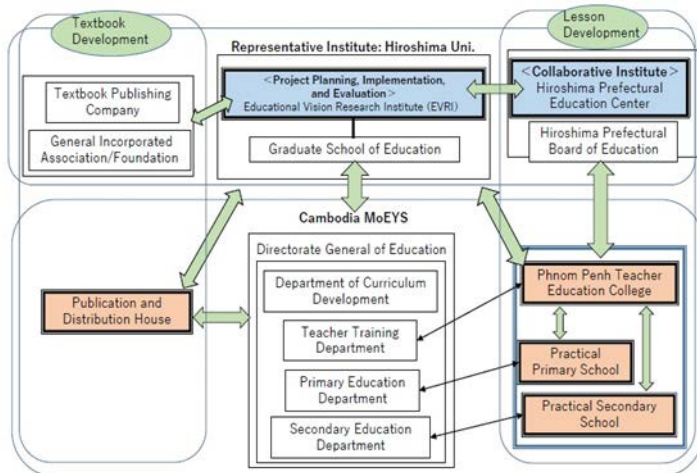 Textbook
Development
Lesson
Development
Representative Institute: Hiroshima Uni.
Textbook Publishing
Company
General Incorporated
Association/Foundation
<Project Planning, Implementation,
and Evaluation>
Educational Vision Research Institute (EVRI)
Graduate School of Education
<Collaborative Institute>
Hiroshima Prefectural
Education Center
Hiroshima Prefectural
Board of Education
Cambodia MoEYS
Directorate General of Education
Department of Curriculum
Development
Teacher Training
Department
Primary Education
Department
Secondary Education
Department
Publication and
Distribution House
Phnom Penh Teacher
Education College
Practical
Primary School
Practical Secondary
School